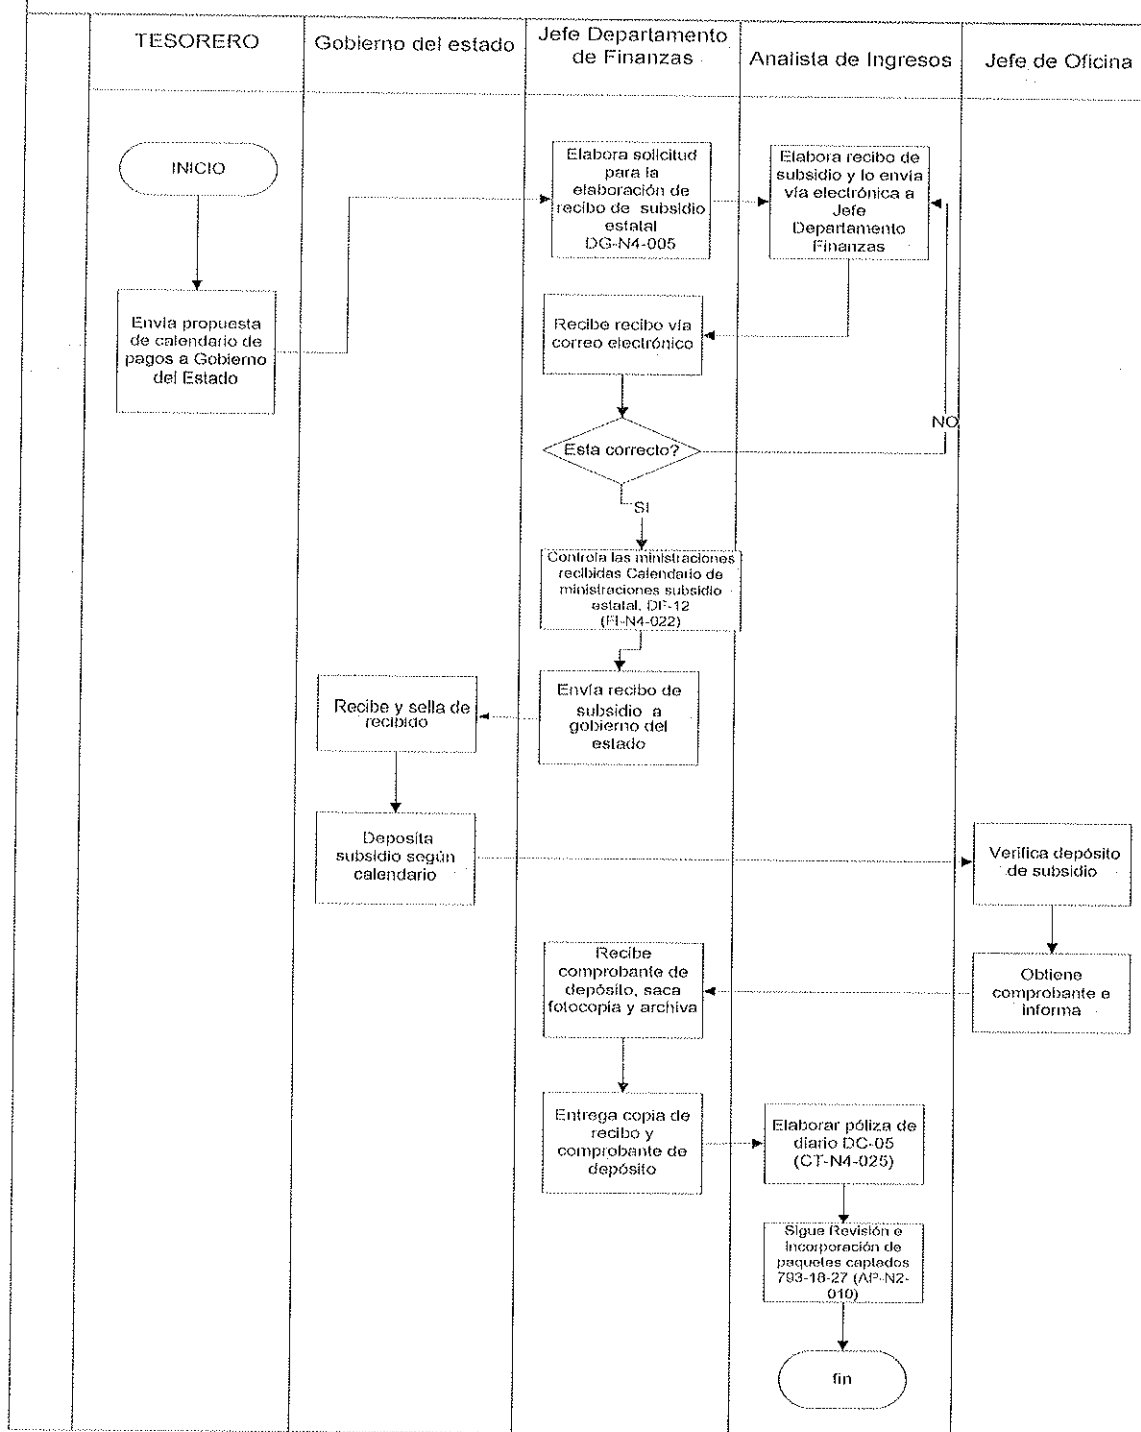 TESORERO
Gobierno del estado
Jefe Departamento
de Finanzas
Analista de Ingresos
Jefe de Oficina
INICIO
Envía propuesta
de calendario de
pagos a Gobierno
del Estado
Elabora solicitud
para la
elaboración de
recibo de subsidio
estatal
DG-N4-005
Elabora recibo de
subsidio y lo envía
vía electrónica a
Jefe
Departamento
Finanzas
Recibe recibo vía
correo electrónico
Esta correcto?
NO
SI
Controla las ministraciones
recibidas Calendario de
ministraciones subsidio
estatal, DF-12
(FI-N4-022)
Envía recibo de
subsidio a
gobierno del
estado
Recibe y sella de
recibido
Deposita
subsidio según
calendario
Verifica depósito
de subsidio
Obtiene
comprobante e
informa
Recibe
comprobante de
depósito, saca
fotocopia y archiva
Entrega copia de
recibo y
comprobante de
depósito
Elaborar póliza de
diario DC-05
(CT-N4-025)
Sigue Revisión e
Incorporación de
paquetes captados
793-18-27 (AP-N2-
010)
fin